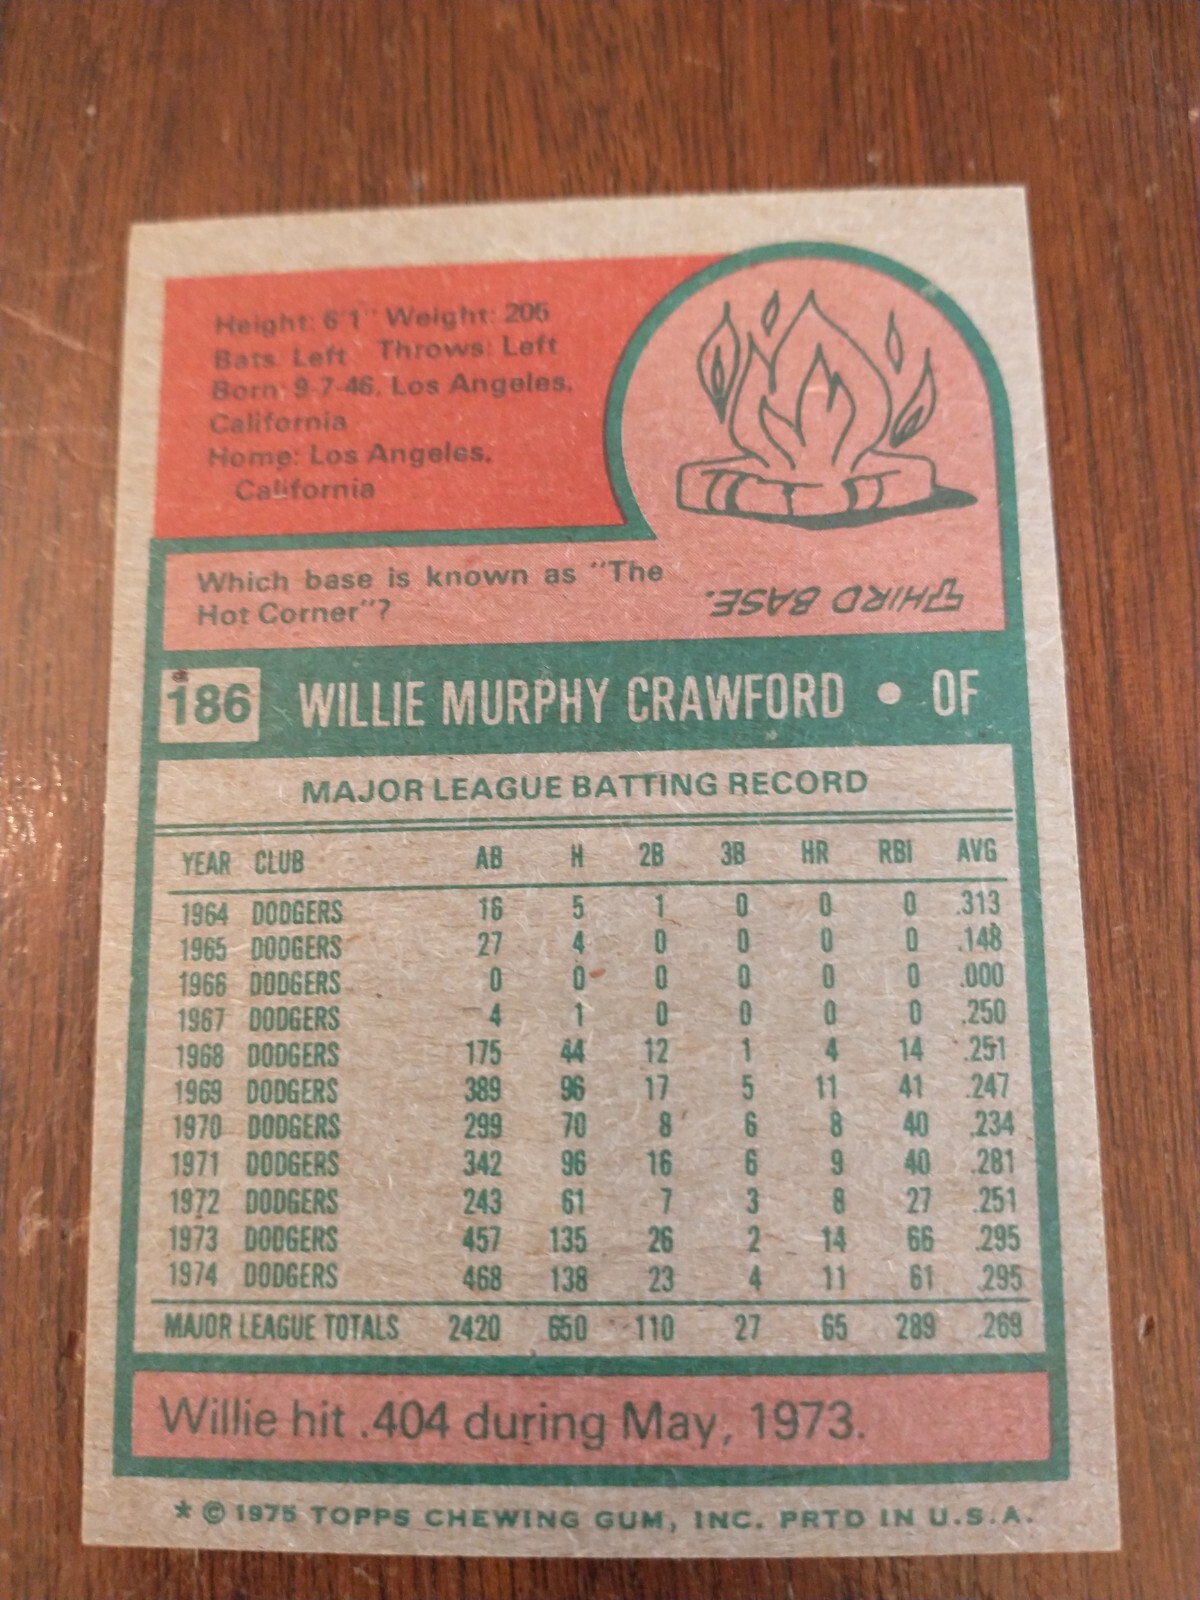 Height: 6'1" Weight: 205
Bats: Left Throws: Left
Born: 9-7-46, Los Angeles,
California
Home: Los Angeles,
California
Which base is known as "The
Hot Corner"?
THIRD BASE.
186 WILLIE MURPHY CRAWFORD • OF
MAJOR LEAGUE BATTING RECORD
YEAR CLUB AB H 2B 3B HR RBI AVG
1964 DODGERS 16 5 1 0 0 0 .313
1965 DODGERS 27 4 0 0 0 0 .148
1966 DODGERS 0 0 0 0 0 0 .000
1967 DODGERS 4 1 0 0 0 0 .250
1968 DODGERS 175 44 12 1 4 14 .251
1969 DODGERS 389 96 17 5 11 41 .247
1970 DODGERS 299 70 8 6 8 40 .234
1971 DODGERS 342 96 16 6 9 40 .281
1972 DODGERS 243 61 7 3 8 27 .251
1973 DODGERS 457 135 26 2 14 66 .295
1974 DODGERS 468 138 23 4 11 61 .295
MAJOR LEAGUE TOTALS 2420 650 110 27 65 289 .269
Willie hit .404 during May, 1973.
* © 1975 TOPPS CHEWING GUM, INC. PRTD IN U.S.A.